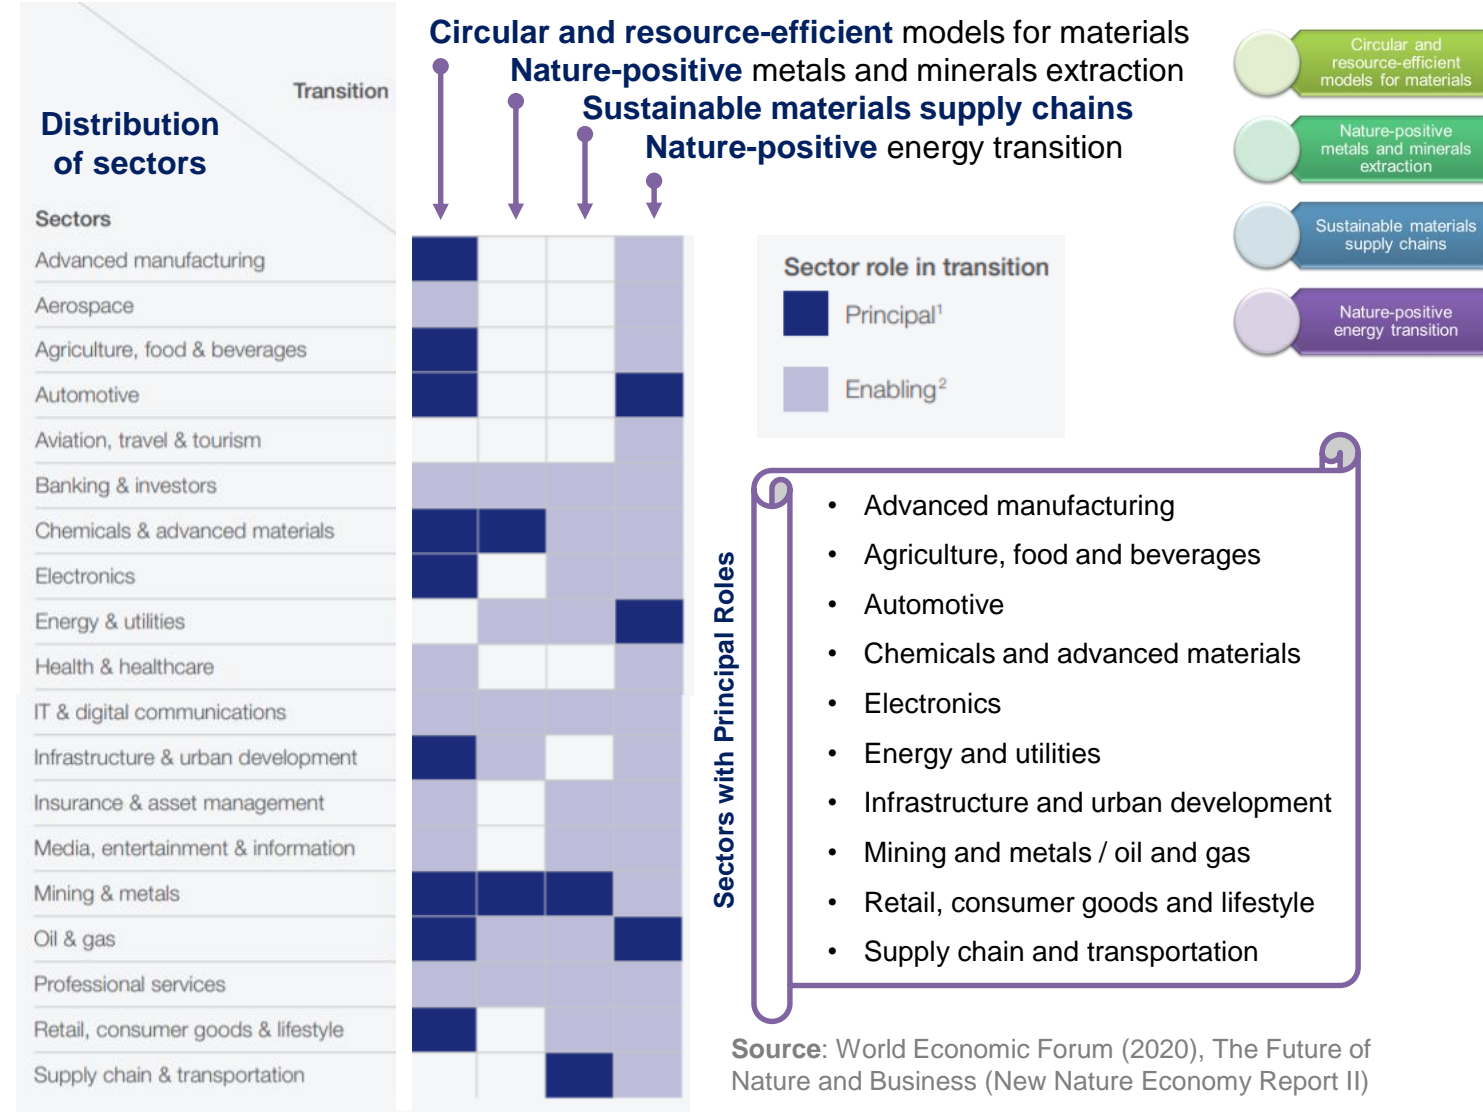 Circular and resource-efficient models for materials
Nature-positive metals and minerals extraction
Sustainable materials supply chains
Nature-positive energy transition
Transition
Distribution
of sectors
Sectors
Advanced manufacturing
Aerospace
Agriculture, food & beverages
Automotive
Aviation, travel & tourism
Banking & investors
Chemicals & advanced materials
Electronics
Energy & utilities
Health & healthcare
IT & digital communications
Infrastructure & urban development
Insurance & asset management
Media, entertainment & information
Mining & metals
Oil & gas
Professional services
Retail, consumer goods & lifestyle
Supply chain & transportation
Sector role in transition
Principal¹
Enabling²
Circular and
resource-efficient
models for materials
Nature-positive
metals and minerals
extraction
Sustainable materials
supply chains
Nature-positive
energy transition
Sectors with Principal Roles
• Advanced manufacturing
• Agriculture, food and beverages
• Automotive
• Chemicals and advanced materials
• Electronics
• Energy and utilities
• Infrastructure and urban development
• Mining and metals / oil and gas
• Retail, consumer goods and lifestyle
• Supply chain and transportation
Source: World Economic Forum (2020), The Future of
Nature and Business (New Nature Economy Report II)